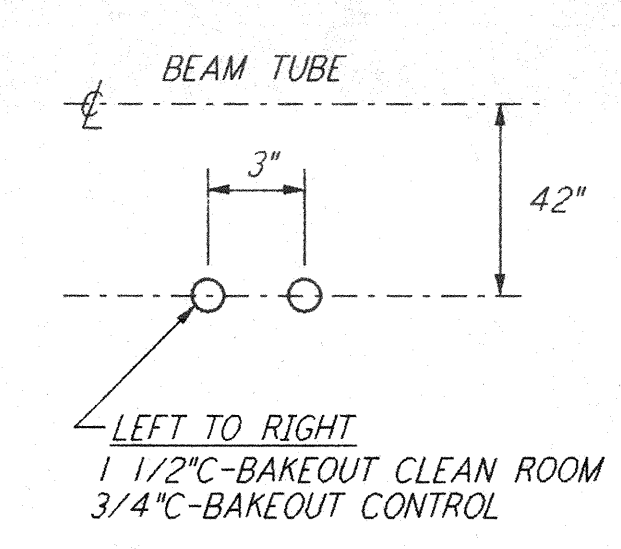 BEAM TUBE
℄
3"
42"
LEFT TO RIGHT
1 1/2"C-BAKEOUT CLEAN ROOM
3/4"C-BAKEOUT CONTROL